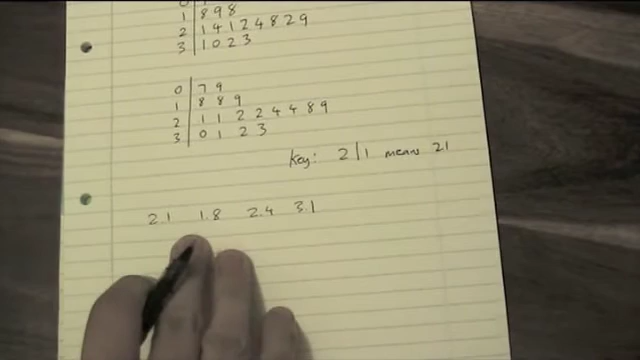 1 | 8 9 8
2 | 1 4 1 2 4 8 2 9
3 | 1 0 2 3
0 | 7 9
1 | 8 8 9
2 | 1 1 2 2 4 4 8 9
3 | 0 1 2 3
Key: 2 | 1 means 21
2.1 1.8 2.4 3.1